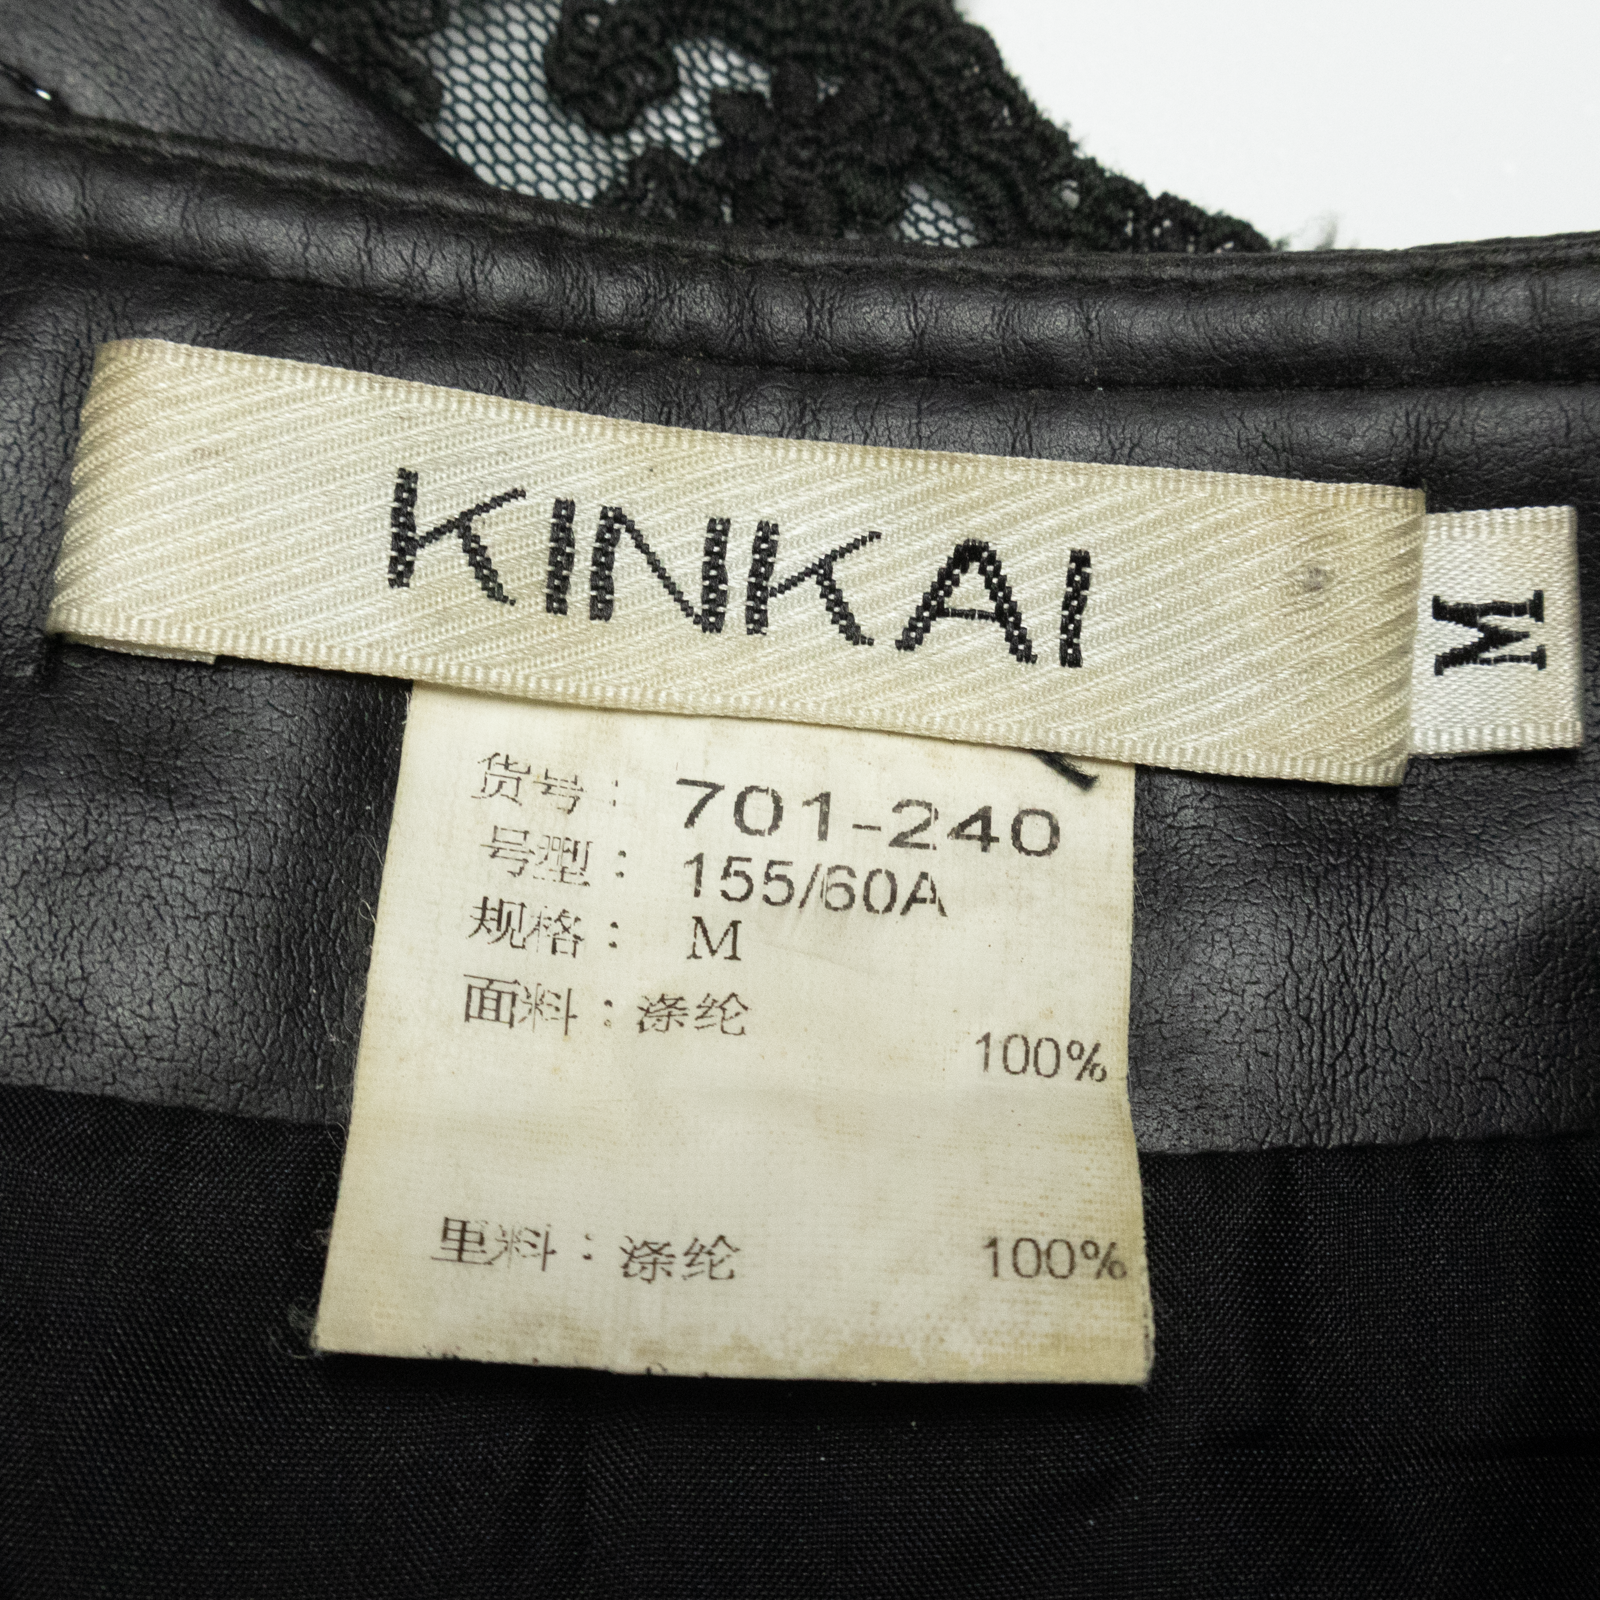 KINKAI
M
货号： 701-240
号型： 155/60A
规格： M
面料：涤纶 100%
里料：涤纶 100%